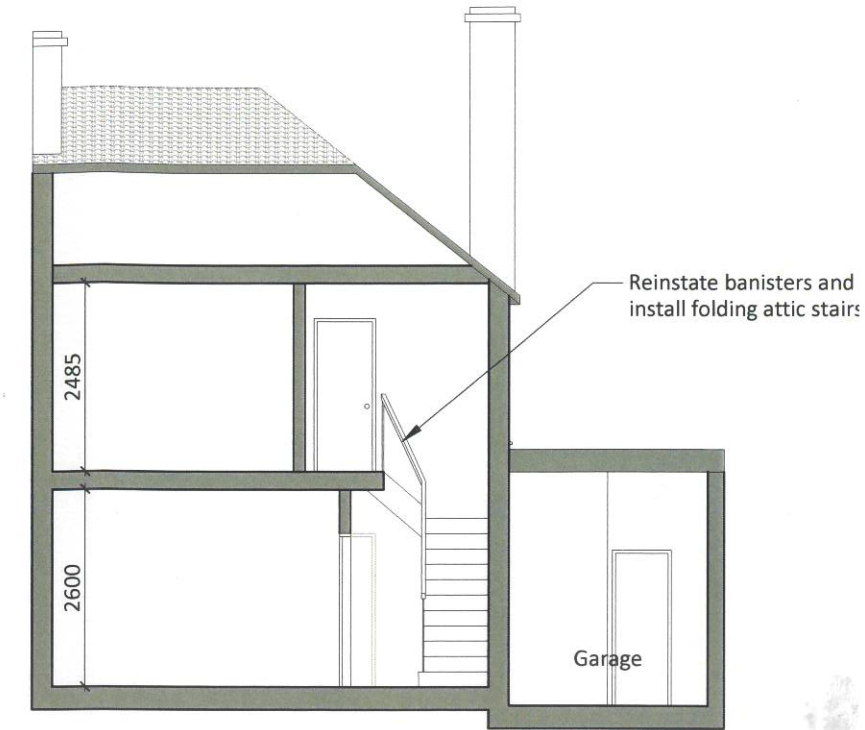 Reinstate banisters and
install folding attic stairs
2485
2600
Garage